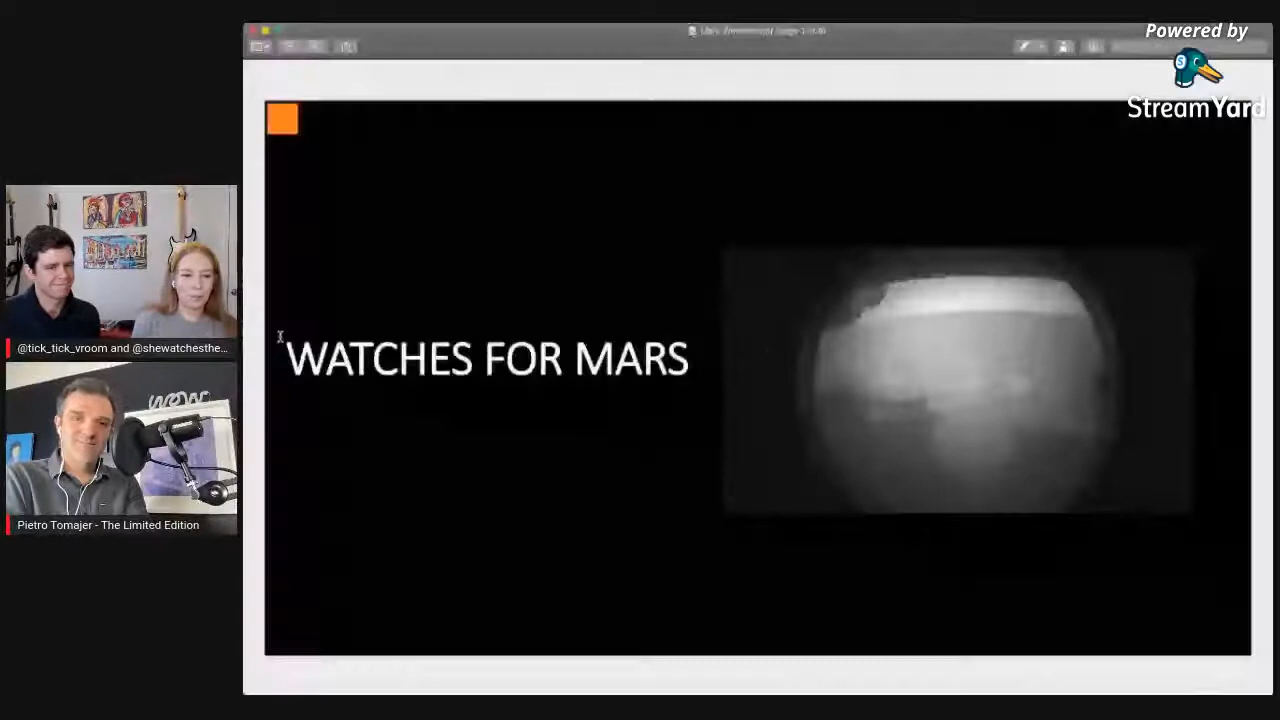 Powered by
StreamYard
WATCHES FOR MARS
@tick_tick_vroom and @shewatchesthe...
Pietro Tomajer - The Limited Edition